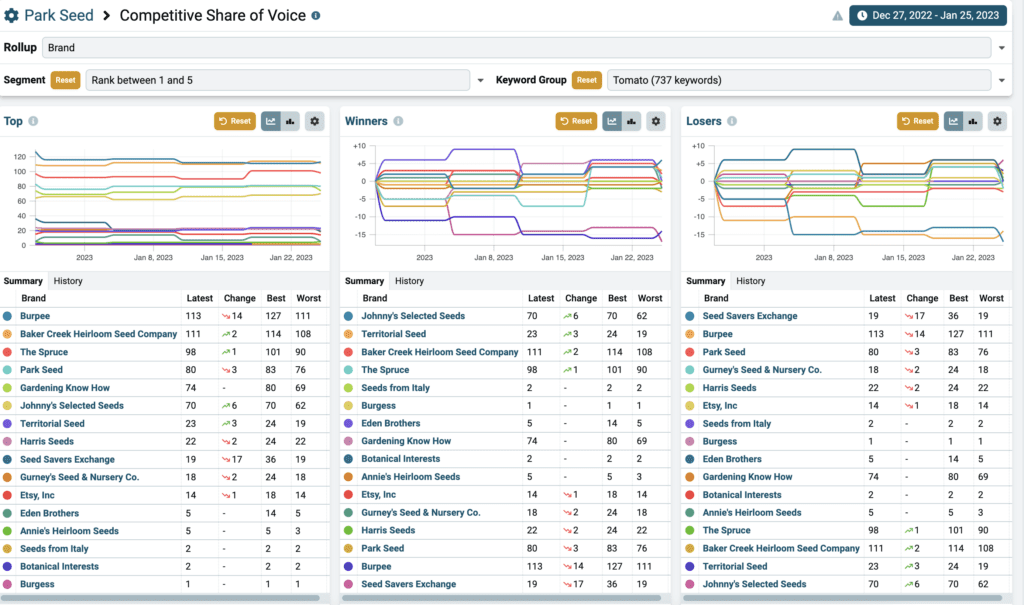 Park Seed > Competitive Share of Voice
Dec 27, 2022 - Jan 25, 2023
Rollup Brand
Segment Reset Rank between 1 and 5 Keyword Group Reset Tomato (737 keywords)
Top Reset
120
100
80
60
40
20
0
2023 Jan 8, 2023 Jan 15, 2023 Jan 22, 2023
Summary History
Brand Latest Change Best Worst
Burpee 113 14 127 111
Baker Creek Heirloom Seed Company 111 2 114 108
The Spruce 98 1 101 90
Park Seed 80 3 83 76
Gardening Know How 74 - 80 69
Johnny's Selected Seeds 70 6 70 62
Territorial Seed 23 3 24 19
Harris Seeds 22 2 24 22
Seed Savers Exchange 19 17 36 19
Gurney's Seed & Nursery Co. 18 2 24 18
Etsy, Inc 14 1 18 14
Eden Brothers 5 - 14 5
Annie's Heirloom Seeds 5 - 5 3
Seeds from Italy 2 - 2 2
Botanical Interests 2 - 2 2
Burgess 1 - 1 1
Winners Reset
+10
+5
0
-5
-10
-15
2023 Jan 8, 2023 Jan 15, 2023 Jan 22, 2023
Summary History
Brand Latest Change Best Worst
Johnny's Selected Seeds 70 6 70 62
Territorial Seed 23 3 24 19
Baker Creek Heirloom Seed Company 111 2 114 108
The Spruce 98 1 101 90
Seeds from Italy 2 - 2 2
Burgess 1 - 1 1
Eden Brothers 5 - 14 5
Gardening Know How 74 - 80 69
Botanical Interests 2 - 2 2
Annie's Heirloom Seeds 5 - 5 3
Etsy, Inc 14 1 18 14
Gurney's Seed & Nursery Co. 18 2 24 18
Harris Seeds 22 2 24 22
Park Seed 80 3 83 76
Burpee 113 14 127 111
Seed Savers Exchange 19 17 36 19
Losers Reset
+10
+5
0
-5
-10
-15
2023 Jan 8, 2023 Jan 15, 2023 Jan 22, 2023
Summary History
Brand Latest Change Best Worst
Seed Savers Exchange 19 17 36 19
Burpee 113 14 127 111
Park Seed 80 3 83 76
Gurney's Seed & Nursery Co. 18 2 24 18
Harris Seeds 22 2 24 22
Etsy, Inc 14 1 18 14
Seeds from Italy 2 - 2 2
Burgess 1 - 1 1
Eden Brothers 5 - 14 5
Gardening Know How 74 - 80 69
Botanical Interests 2 - 2 2
Annie's Heirloom Seeds 5 - 5 3
The Spruce 98 1 101 90
Baker Creek Heirloom Seed Company 111 2 114 108
Territorial Seed 23 3 24 19
Johnny's Selected Seeds 70 6 70 62